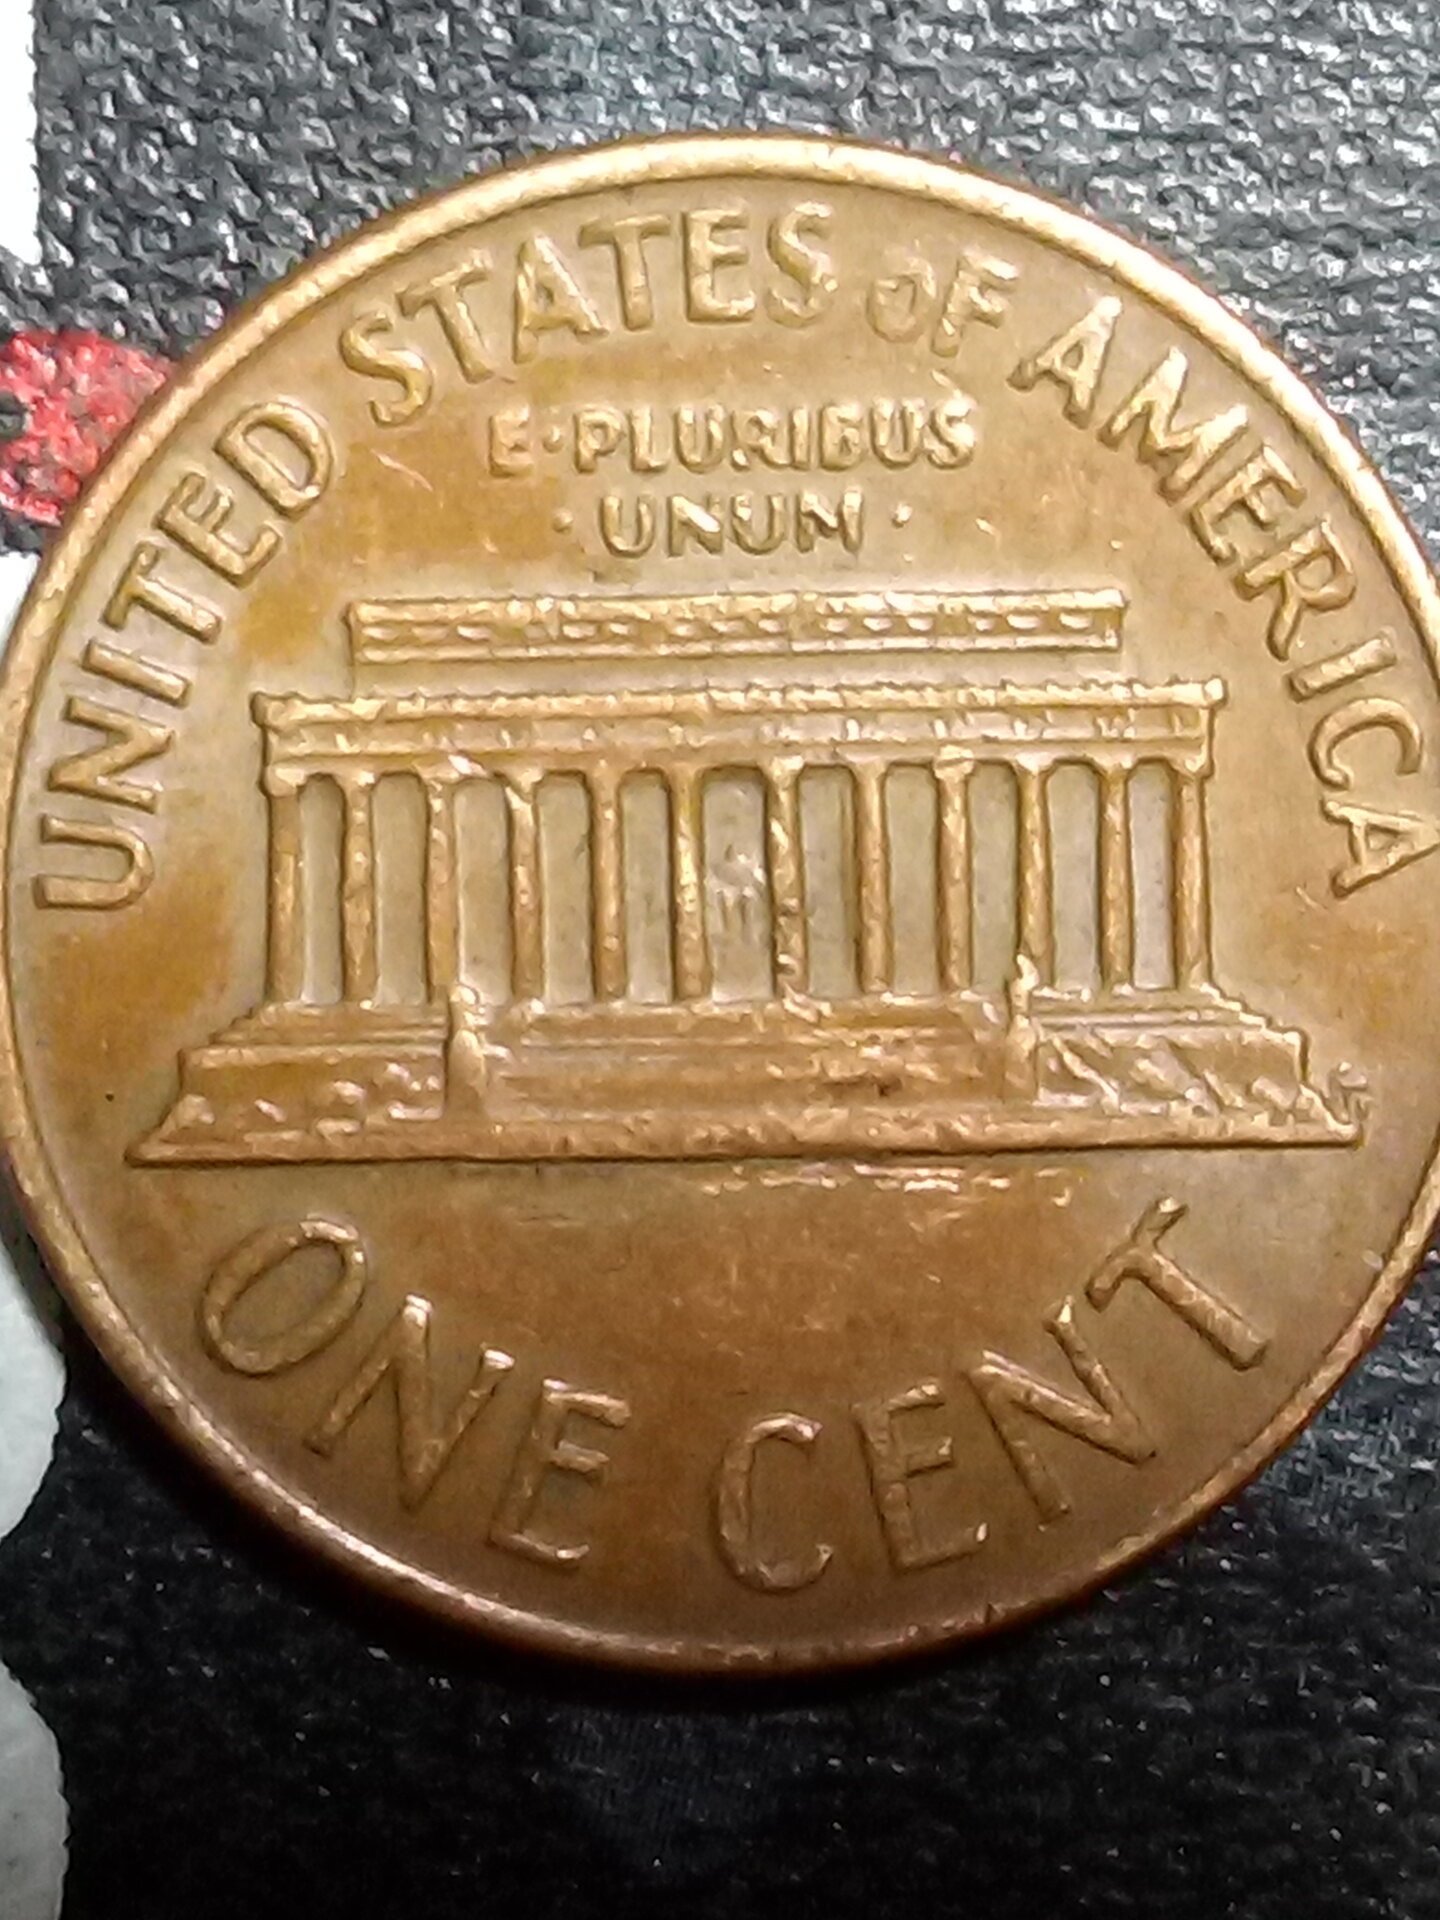 UNITED STATES oF AMERICA
E·PLURIBUS
·UNUM·
ONE CENT